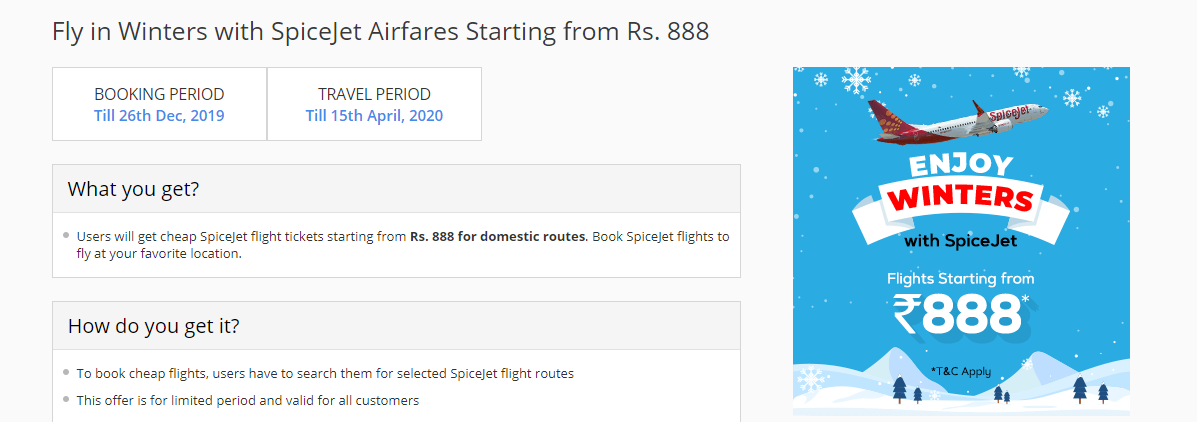 Fly in Winters with SpiceJet Airfares Starting from Rs. 888
BOOKING PERIOD
Till 26th Dec, 2019
TRAVEL PERIOD
Till 15th April, 2020
What you get?
Users will get cheap SpiceJet flight tickets starting from Rs. 888 for domestic routes. Book SpiceJet flights to
fly at your favorite location.
How do you get it?
To book cheap flights, users have to search them for selected SpiceJet flight routes
This offer is for limited period and valid for all customers
SpiceJet
ENJOY
WINTERS
with SpiceJet
Flights Starting from
₹888*
*T&C Apply